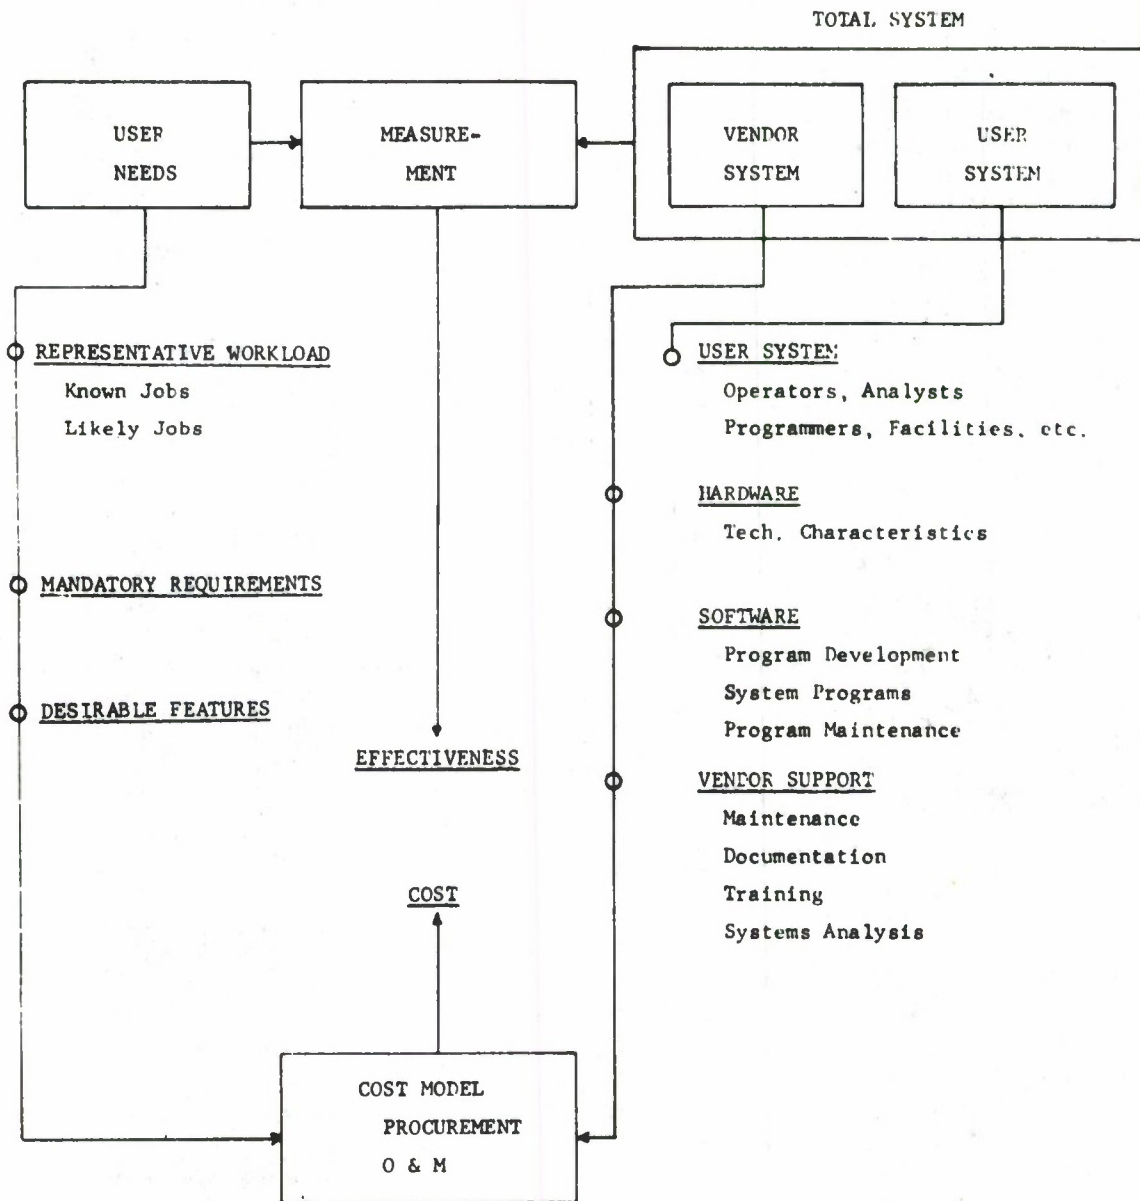 TOTAL SYSTEM
USER
NEEDS
MEASURE-
MENT
VENDOR
SYSTEM
USER
SYSTEM
REPRESENTATIVE WORKLOAD
Known Jobs
Likely Jobs
MANDATORY REQUIREMENTS
DESIRABLE FEATURES
EFFECTIVENESS
COST
USER SYSTEM
Operators, Analysts
Programmers, Facilities, etc.
HARDWARE
Tech. Characteristics
SOFTWARE
Program Development
System Programs
Program Maintenance
VENDOR SUPPORT
Maintenance
Documentation
Training
Systems Analysis
COST MODEL
PROCUREMENT
O & M